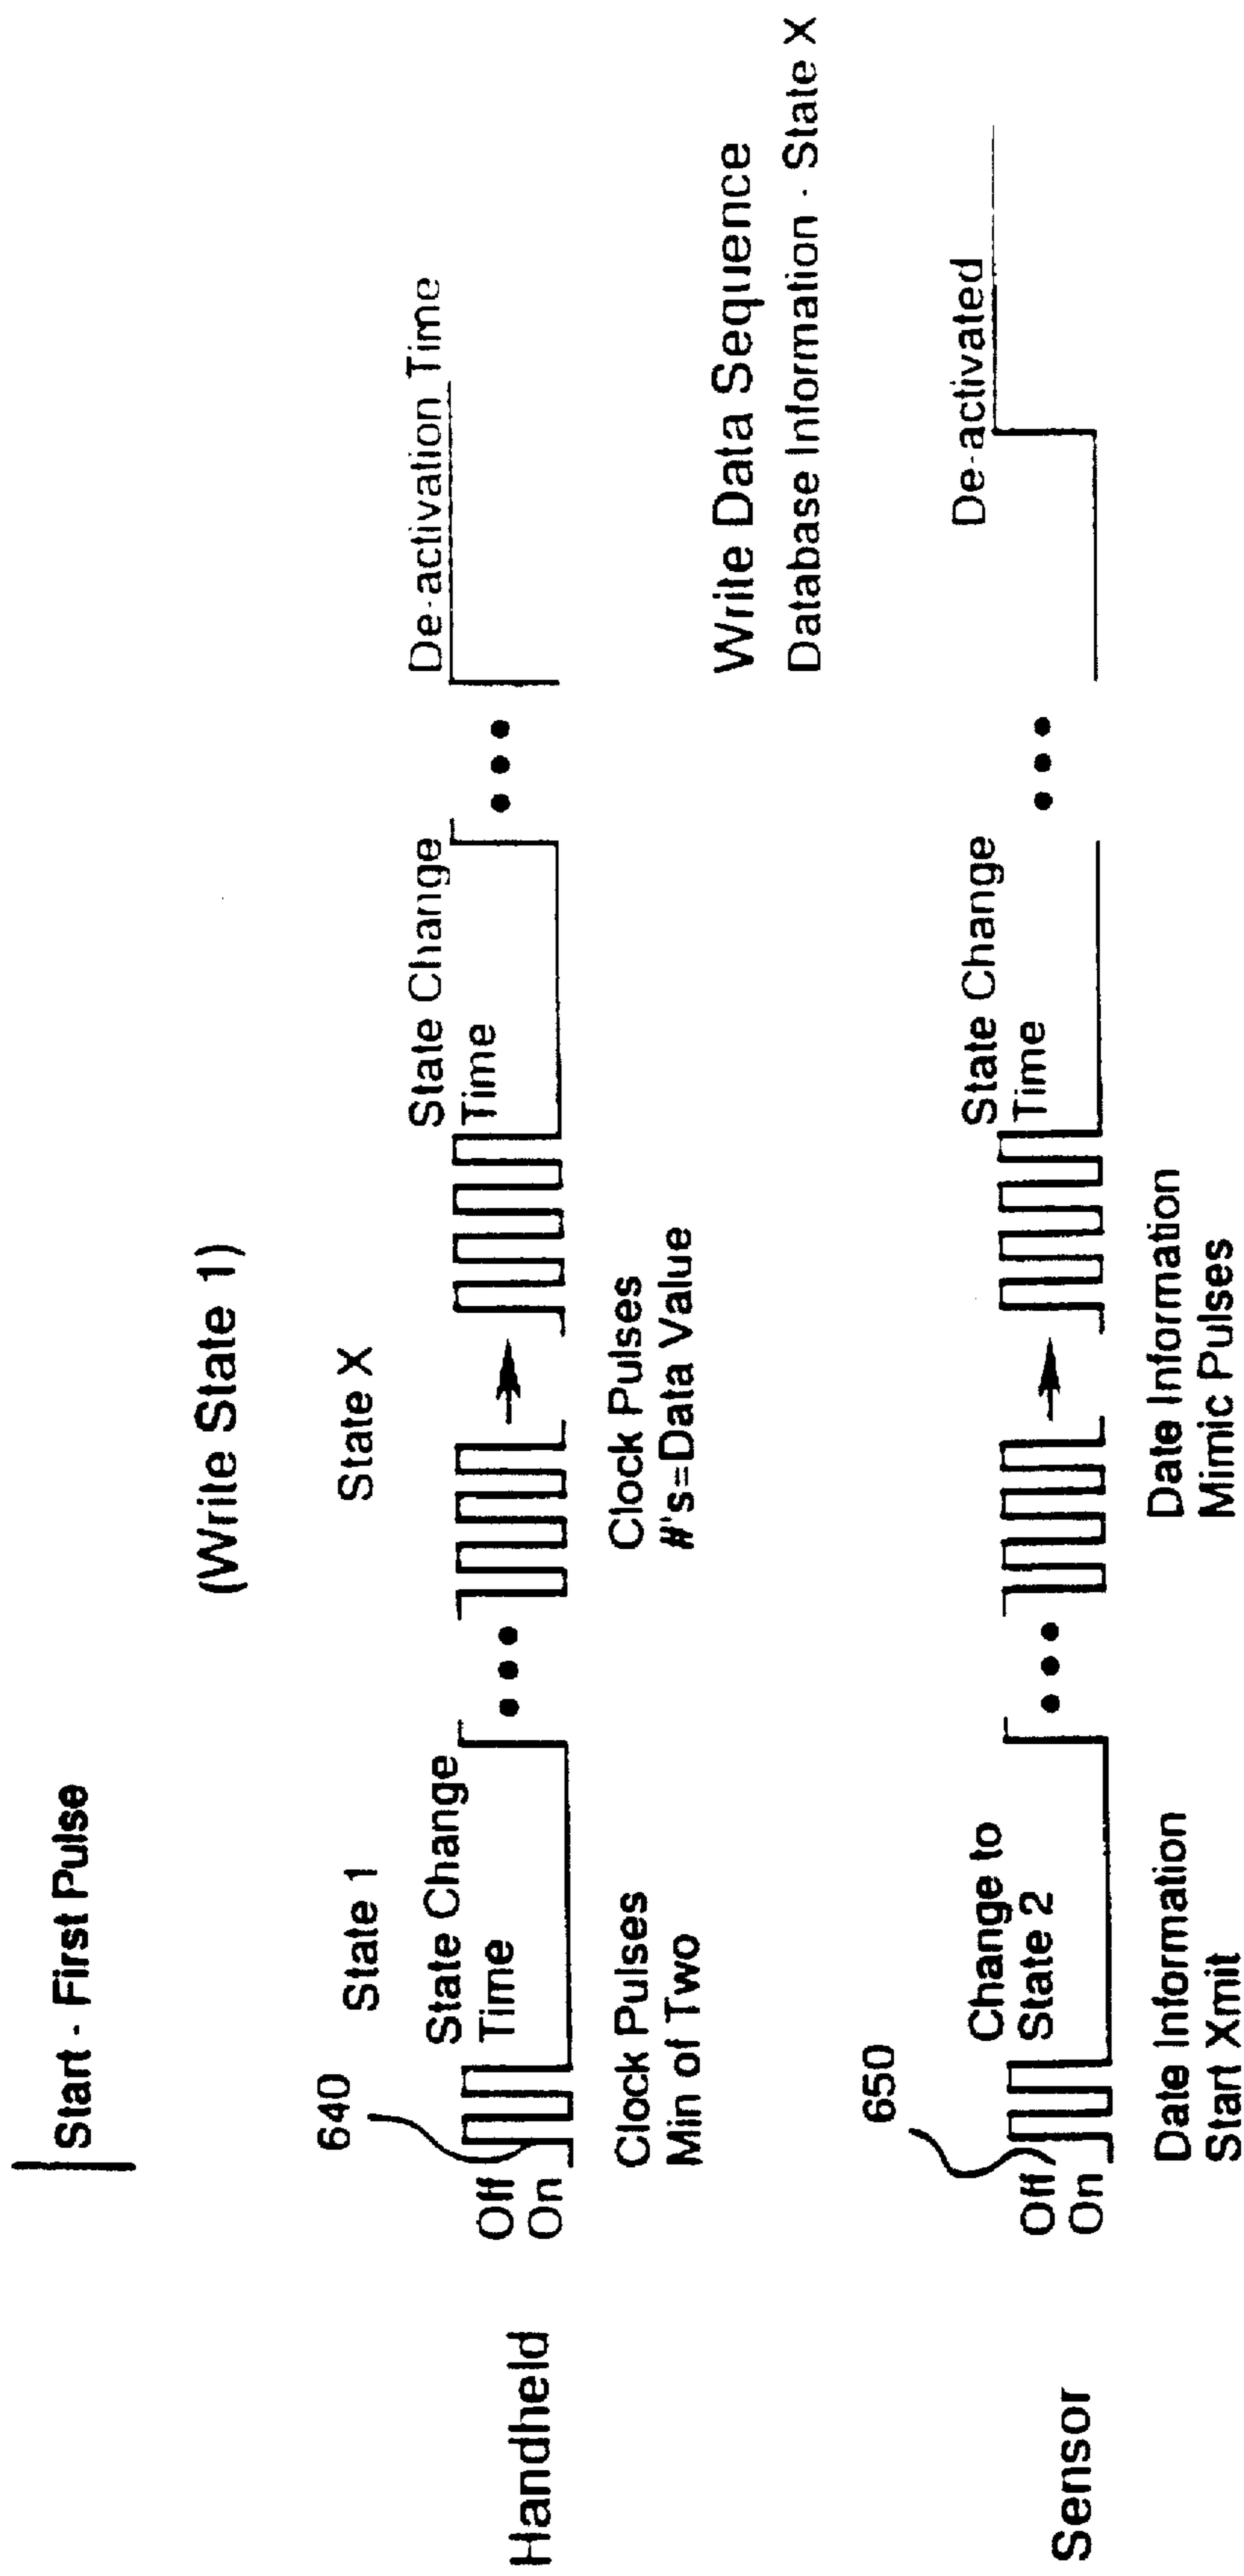 Start - First Pulse
(Write State 1)
640
State 1
State X
State Change
Time
State Change
Time
De-activation Time
Off
On
Handheld
Clock Pulses
Min of Two
Clock Pulses
#'s=Data Value
Write Data Sequence
Database Information - State X
650
Change to
State 2
State Change
Time
De-activated
Off
On
Sensor
Date Information
Start Xmit
Date Information
Mimic Pulses